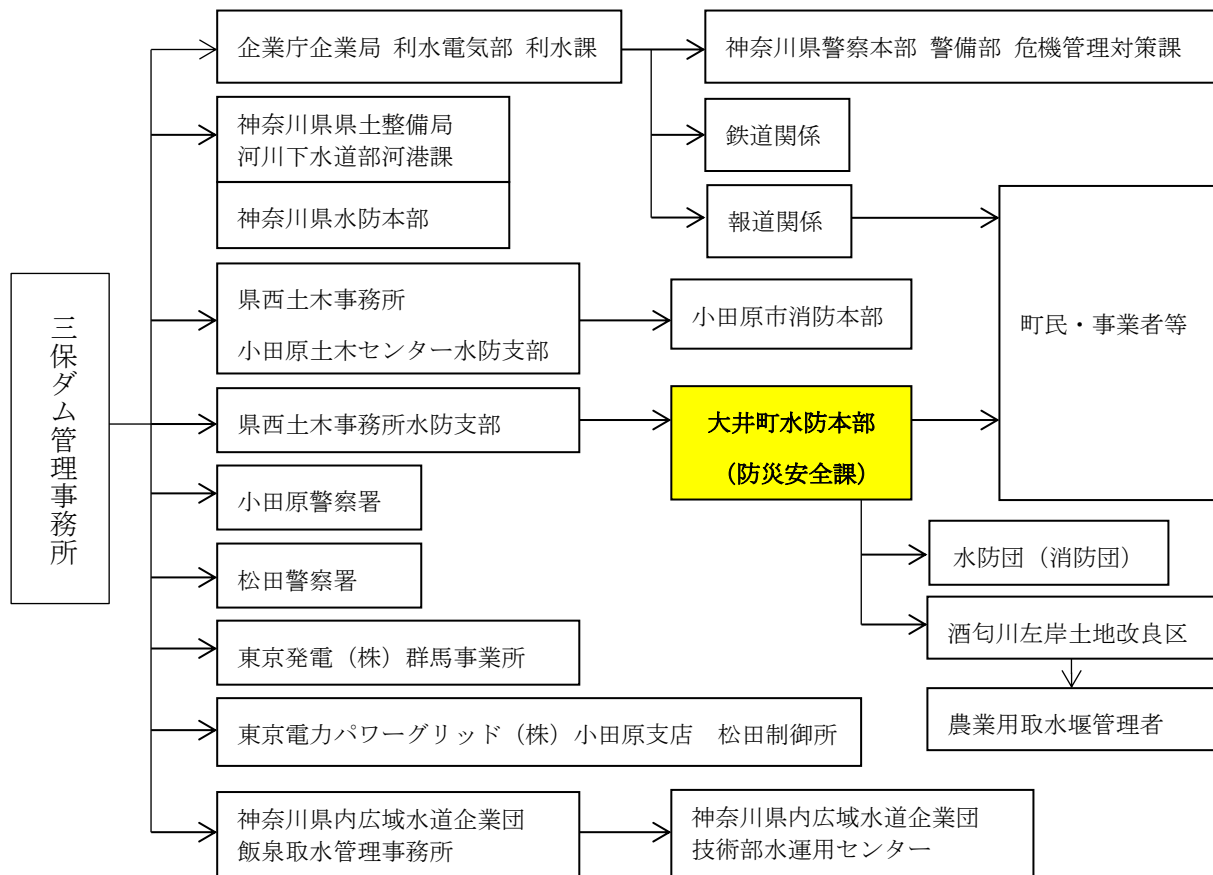 企業庁企業局 利水電気部 利水課
神奈川県警察本部 警備部 危機管理対策課
神奈川県県土整備局
河川下水道部河港課
鉄道関係
神奈川県水防本部
報道関係
町民・事業者等
三保ダム管理事務所
県西土木事務所
小田原土木センター水防支部
小田原市消防本部
県西土木事務所水防支部
大井町水防本部
(防災安全課)
小田原警察署
水防団(消防団)
松田警察署
酒匂川左岸土地改良区
東京発電(株)群馬事業所
農業用取水堰管理者
東京電力パワーグリッド(株)小田原支店 松田制御所
神奈川県内広域水道企業団
飯泉取水管理事務所
神奈川県内広域水道企業団
技術部水運用センター